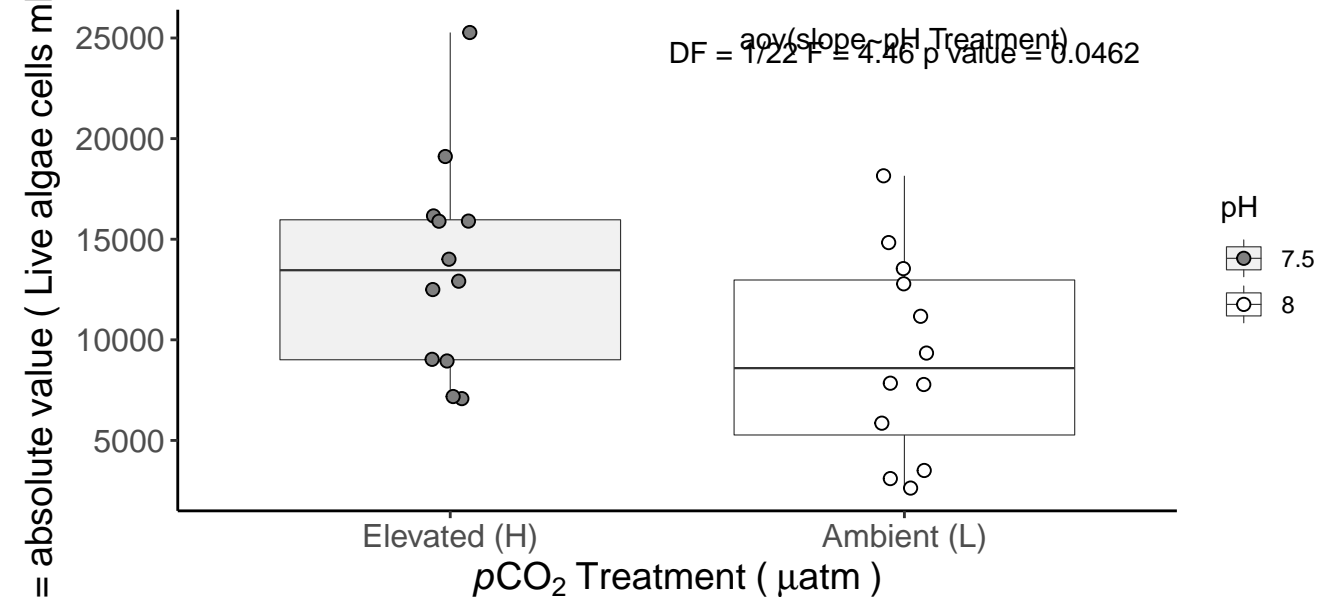 = absolute value ( Live algae cells ml
25000
20000
15000
10000
5000
aov(slope~pH Treatment)
DF = 1/22 F = 4.46 p value = 0.0462
Elevated (H)
Ambient (L)
pCO₂ Treatment ( μatm )
pH
7.5
8